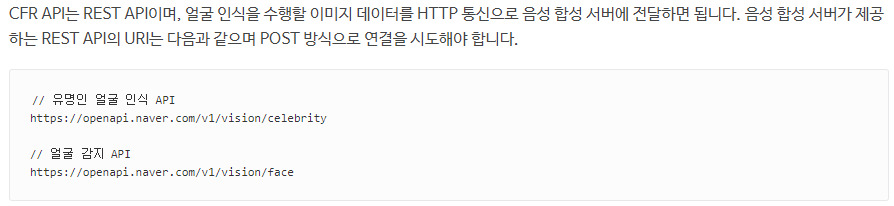 CFR API는 REST API이며, 얼굴 인식을 수행할 이미지 데이터를 HTTP 통신으로 음성 합성 서버에 전달하면 됩니다. 음성 합성 서버가 제공
하는 REST API의 URI는 다음과 같으며 POST 방식으로 연결을 시도해야 합니다.
// 유명인 얼굴 인식 API
https://openapi.naver.com/v1/vision/celebrity
// 얼굴 감지 API
https://openapi.naver.com/v1/vision/face